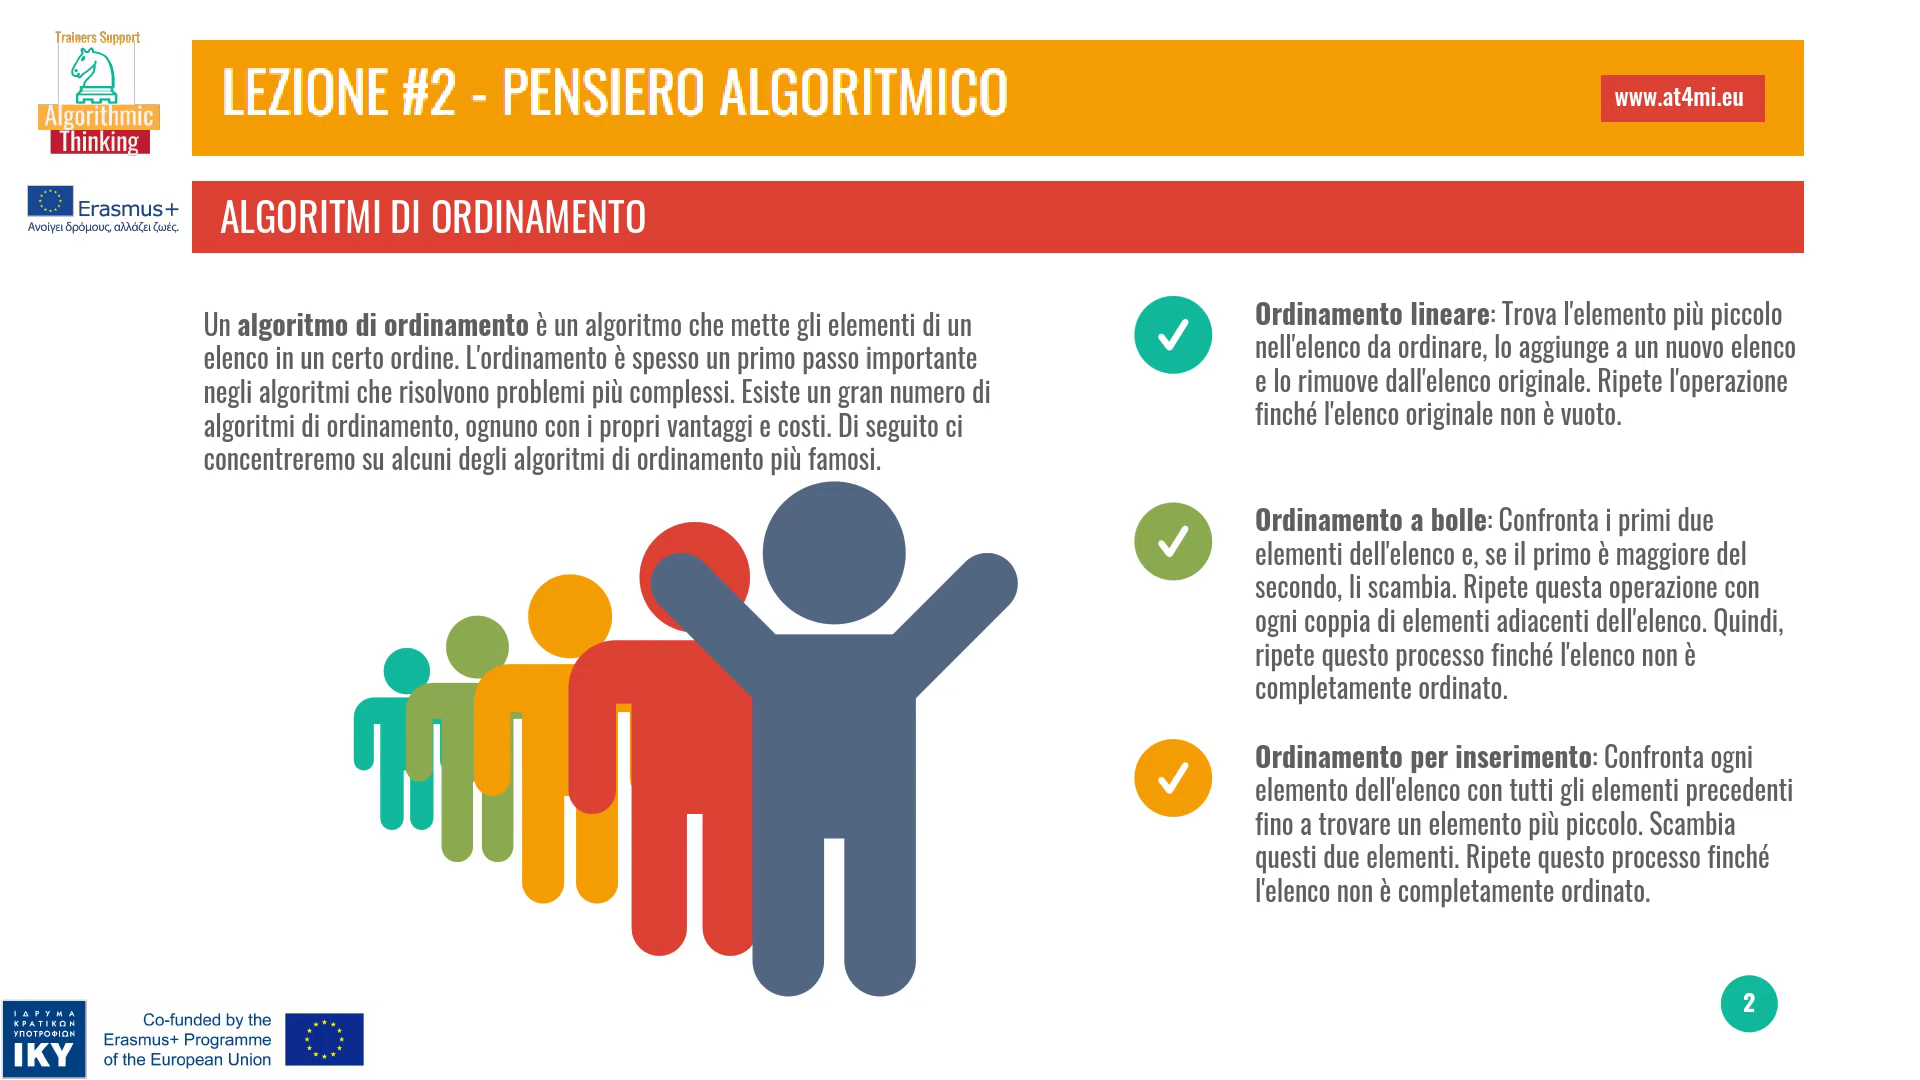 Trainers Support
Algorithmic
Thinking
LEZIONE #2 - PENSIERO ALGORITMICO
www.at4mi.eu
Erasmus+
Ανοίγει δρόμους, αλλάζει ζωές.
ALGORITMI DI ORDINAMENTO
Un algoritmo di ordinamento è un algoritmo che mette gli elementi di un
elenco in un certo ordine. L'ordinamento è spesso un primo passo importante
negli algoritmi che risolvono problemi più complessi. Esiste un gran numero di
algoritmi di ordinamento, ognuno con i propri vantaggi e costi. Di seguito ci
concentreremo su alcuni degli algoritmi di ordinamento più famosi.
Ordinamento lineare: Trova l'elemento più piccolo
nell'elenco da ordinare, lo aggiunge a un nuovo elenco
e lo rimuove dall'elenco originale. Ripete l'operazione
finché l'elenco originale non è vuoto.
Ordinamento a bolle: Confronta i primi due
elementi dell'elenco e, se il primo è maggiore del
secondo, li scambia. Ripete questa operazione con
ogni coppia di elementi adiacenti dell'elenco. Quindi,
ripete questo processo finché l'elenco non è
completamente ordinato.
Ordinamento per inserimento: Confronta ogni
elemento dell'elenco con tutti gli elementi precedenti
fino a trovare un elemento più piccolo. Scambia
questi due elementi. Ripete questo processo finché
l'elenco non è completamente ordinato.
2
ΙΔΡΥΜΑ
ΚΡΑΤΙΚΩΝ
ΥΠΟΤΡΟΦΙΩΝ
IKY
Co-funded by the
Erasmus+ Programme
of the European Union